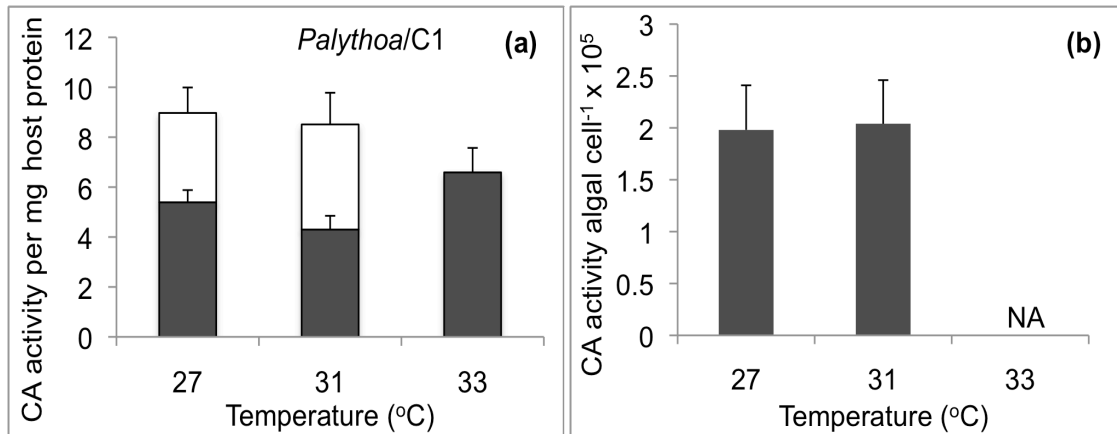 Palythoa/C1
(a)
CA activity per mg host protein
12
10
8
6
4
2
0
27
31
33
Temperature (ºC)
(b)
CA activity algal cell⁻¹ x 10⁵
3
2.5
2
1.5
1
0.5
0
NA
27
31
33
Temperature (ºC)